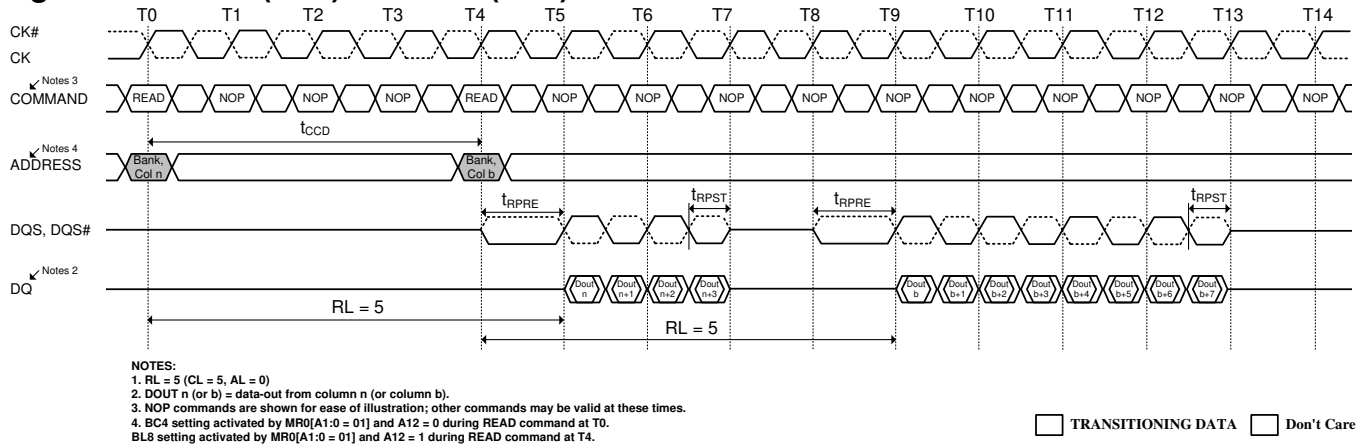 T0 T1 T2 T3 T4 T5 T6 T7 T8 T9 T10 T11 T12 T13 T14
CK#
CK
Notes 3
COMMAND READ NOP NOP NOP READ NOP NOP NOP NOP NOP NOP NOP NOP NOP NOP
tCCD
Notes 4
ADDRESS
Bank, Col n
Bank, Col b
tRPRE tRPST tRPRE tRPST
DQS, DQS#
Notes 2
DQ
Dout n Dout n+1 Dout n+2 Dout n+3 Dout b Dout b+1 Dout b+2 Dout b+3 Dout b+4 Dout b+5 Dout b+6 Dout b+7
RL = 5
RL = 5
NOTES:
1. RL = 5 (CL = 5, AL = 0)
2. DOUT n (or b) = data-out from column n (or column b).
3. NOP commands are shown for ease of illustration; other commands may be valid at these times.
4. BC4 setting activated by MR0[A1:0 = 01] and A12 = 0 during READ command at T0.
BL8 setting activated by MR0[A1:0 = 01] and A12 = 1 during READ command at T4.
TRANSITIONING DATA Don't Care